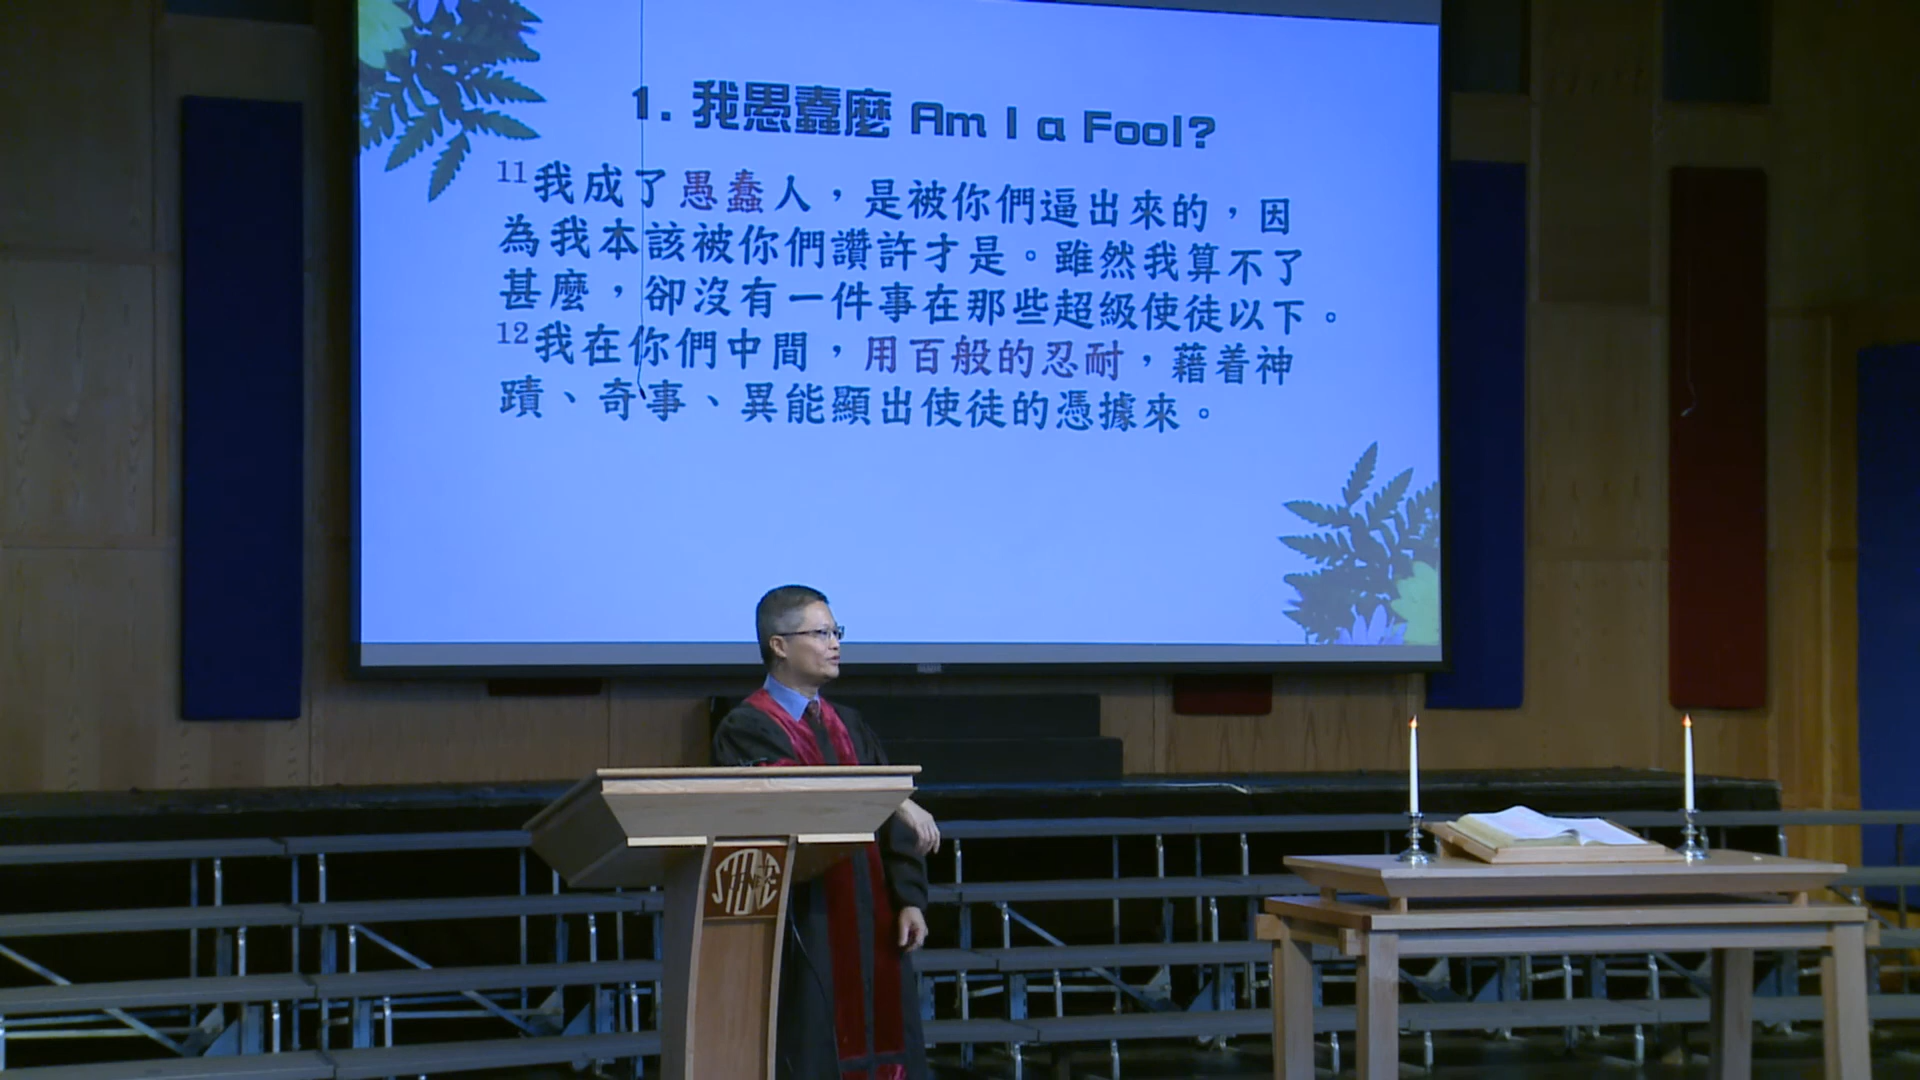 1. 我愚蠢麼 Am I a Fool?
11我成了愚蠢人，是被你們逼出來的，因
為我本該被你們讚許才是。雖然我算不了
甚麼，卻沒有一件事在那些超級使徒以下。
12我在你們中間，用百般的忍耐，藉着神
蹟、奇事、異能顯出使徒的憑據來。